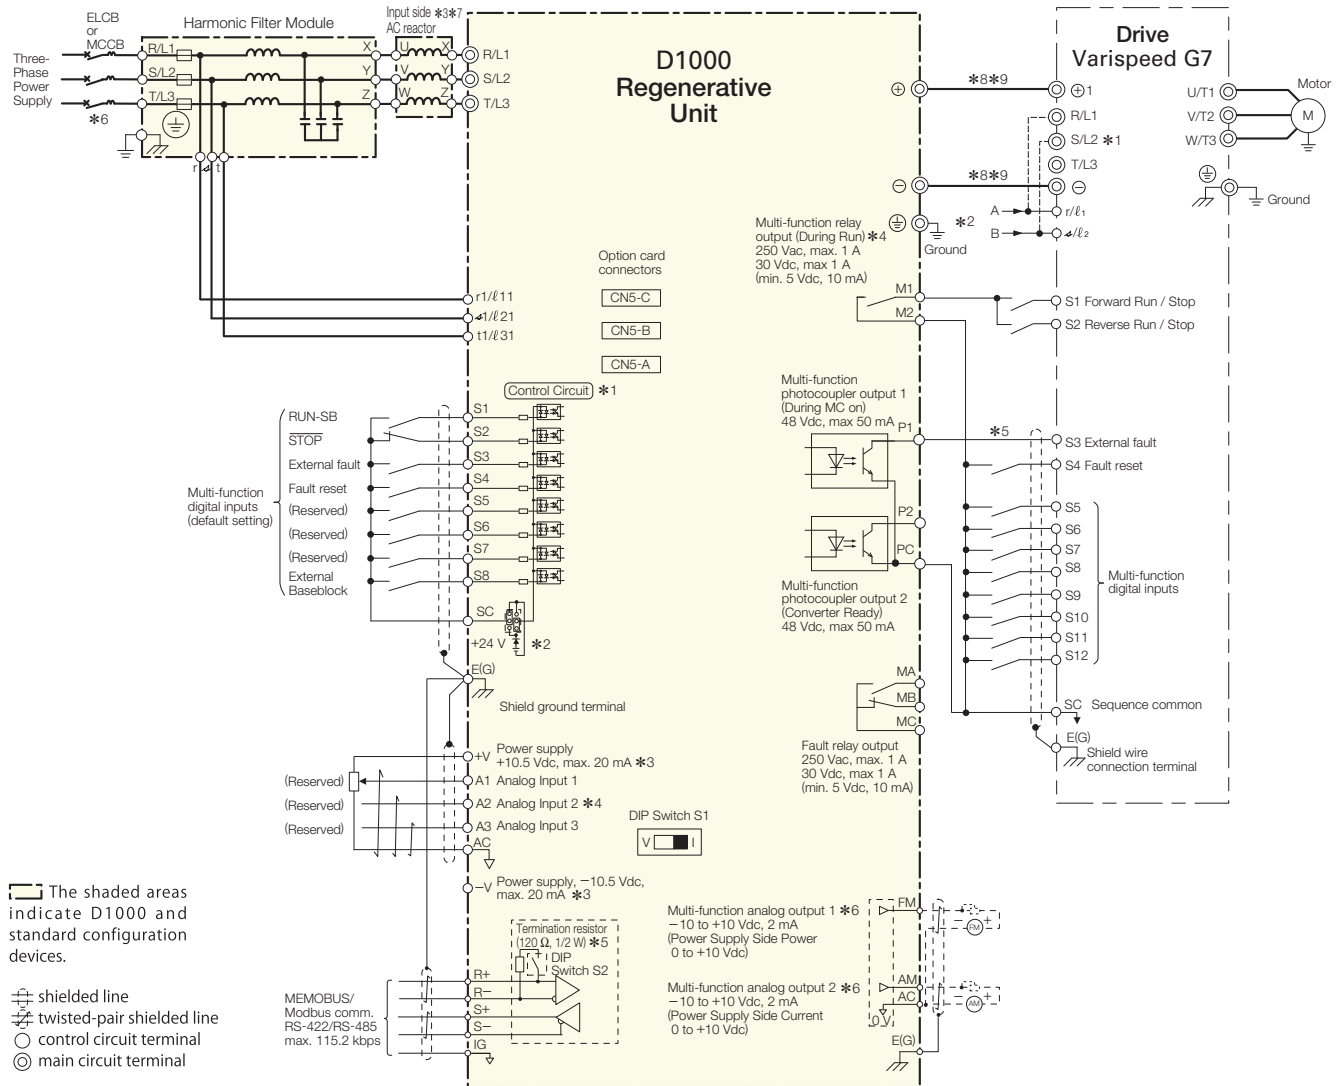 ELCB
or
MCCB
Harmonic Filter Module
Input side *3*7
AC reactor
Three-
Phase
Power
Supply
*6
R/L1
S/L2
T/L3
X
Y
Z
U
V
W
X
Y
Z
R/L1
S/L2
T/L3
r
t
D1000
Regenerative
Unit
Drive
Varispeed G7
*8*9
*8*9
1
R/L1
S/L2 *1
T/L3
A
r/ℓ1
B
𝓈/ℓ2
U/T1
V/T2
W/T3
Motor
M
Ground
*2
Ground
Multi-function relay
output (During Run) *4
250 Vac, max. 1 A
30 Vdc, max 1 A
(min. 5 Vdc, 10 mA)
M1
M2
S1 Forward Run / Stop
S2 Reverse Run / Stop
Option card
connectors
CN5-C
CN5-B
CN5-A
r1/ℓ11
𝓈1/ℓ21
t1/ℓ31
Control Circuit *1
Multi-function
digital inputs
(default setting)
RUN-SB
STOP
External fault
Fault reset
(Reserved)
(Reserved)
(Reserved)
External
Baseblock
S1
S2
S3
S4
S5
S6
S7
S8
SC
+24 V
*2
E(G)
Shield ground terminal
Multi-function
photocoupler output 1
(During MC on)
48 Vdc, max 50 mA
P1
*5
P2
PC
Multi-function
photocoupler output 2
(Converter Ready)
48 Vdc, max 50 mA
S3 External fault
S4 Fault reset
S5
S6
S7
S8
S9
S10
S11
S12
Multi-function
digital inputs
MA
MB
MC
Fault relay output
250 Vac, max. 1 A
30 Vdc, max 1 A
(min. 5 Vdc, 10 mA)
SC
Sequence common
E(G)
Shield wire
connection terminal
+V Power supply
+10.5 Vdc, max. 20 mA *3
(Reserved)
A1 Analog Input 1
(Reserved)
A2 Analog Input 2 *4
(Reserved)
A3 Analog Input 3
AC
−V Power supply, −10.5 Vdc,
max. 20 mA *3
DIP Switch S1
V
I
Termination resistor
(120 Ω, 1/2 W) *5
DIP
Switch S2
MEMOBUS/
Modbus comm.
RS-422/RS-485
max. 115.2 kbps
R+
R−
S+
S−
IG
Multi-function analog output 1 *6
−10 to +10 Vdc, 2 mA
(Power Supply Side Power
0 to +10 Vdc)
Multi-function analog output 2 *6
−10 to +10 Vdc, 2 mA
(Power Supply Side Current
0 to +10 Vdc)
FM
AM
AC
0 V
E(G)
FM
AM
The shaded areas
indicate D1000 and
standard configuration
devices.
shielded line
twisted-pair shielded line
control circuit terminal
main circuit terminal